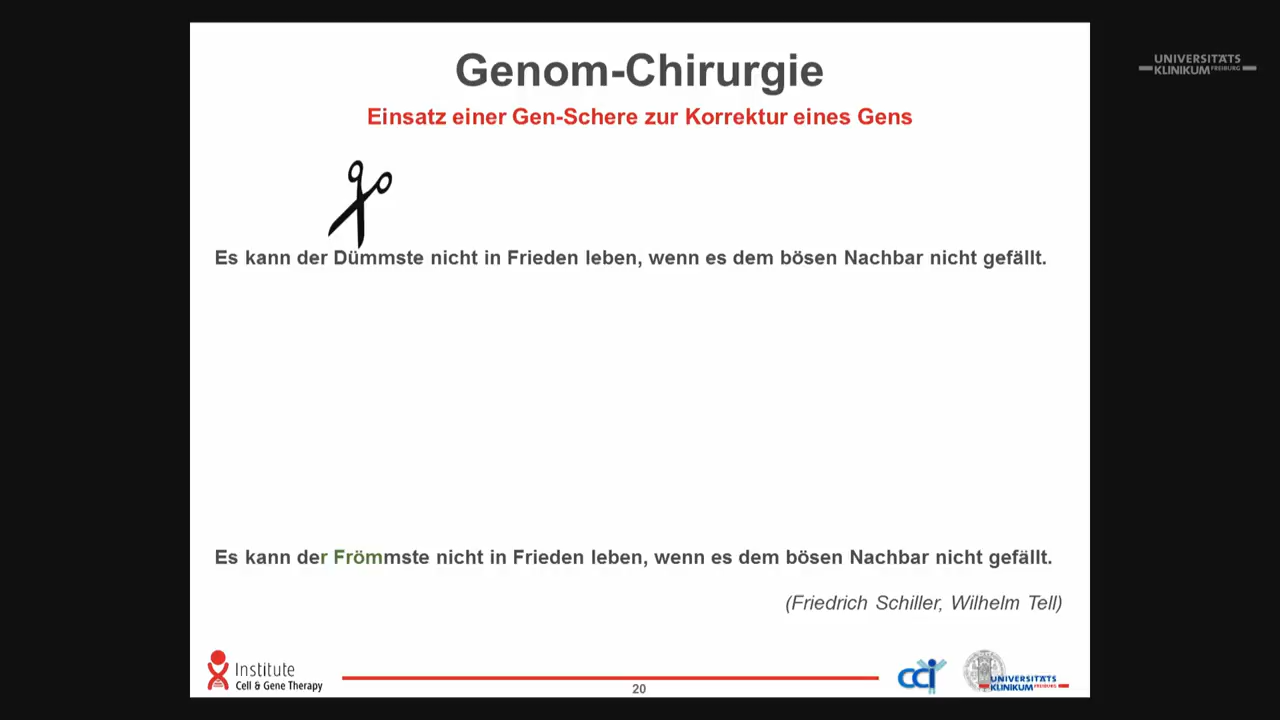 Genom-Chirurgie
UNIVERSITÄTS
KLINIKUM FREIBURG
Einsatz einer Gen-Schere zur Korrektur eines Gens
Es kann der Dümmste nicht in Frieden leben, wenn es dem bösen Nachbar nicht gefällt.
Es kann der Frömmste nicht in Frieden leben, wenn es dem bösen Nachbar nicht gefällt.
(Friedrich Schiller, Wilhelm Tell)
Institute
Cell & Gene Therapy
20
cci
UNIVERSITÄTS
KLINIKUM FREIBURG